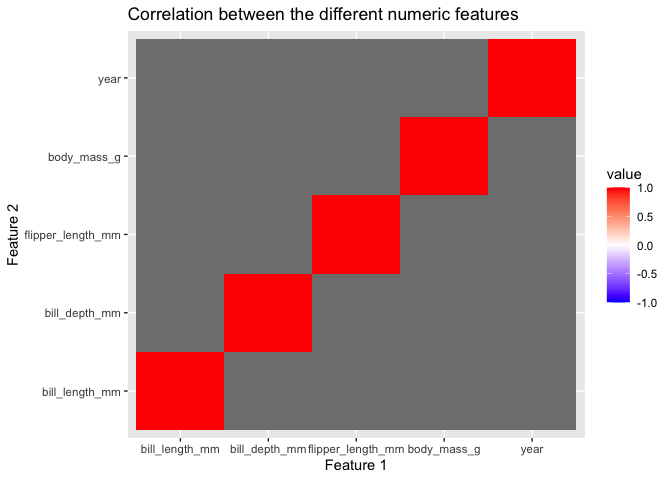 Correlation between the different numeric features
Feature 2
year
body_mass_g
flipper_length_mm
bill_depth_mm
bill_length_mm
bill_length_mm bill_depth_mm flipper_length_mm body_mass_g year
Feature 1
value
1.0
0.5
0.0
-0.5
-1.0